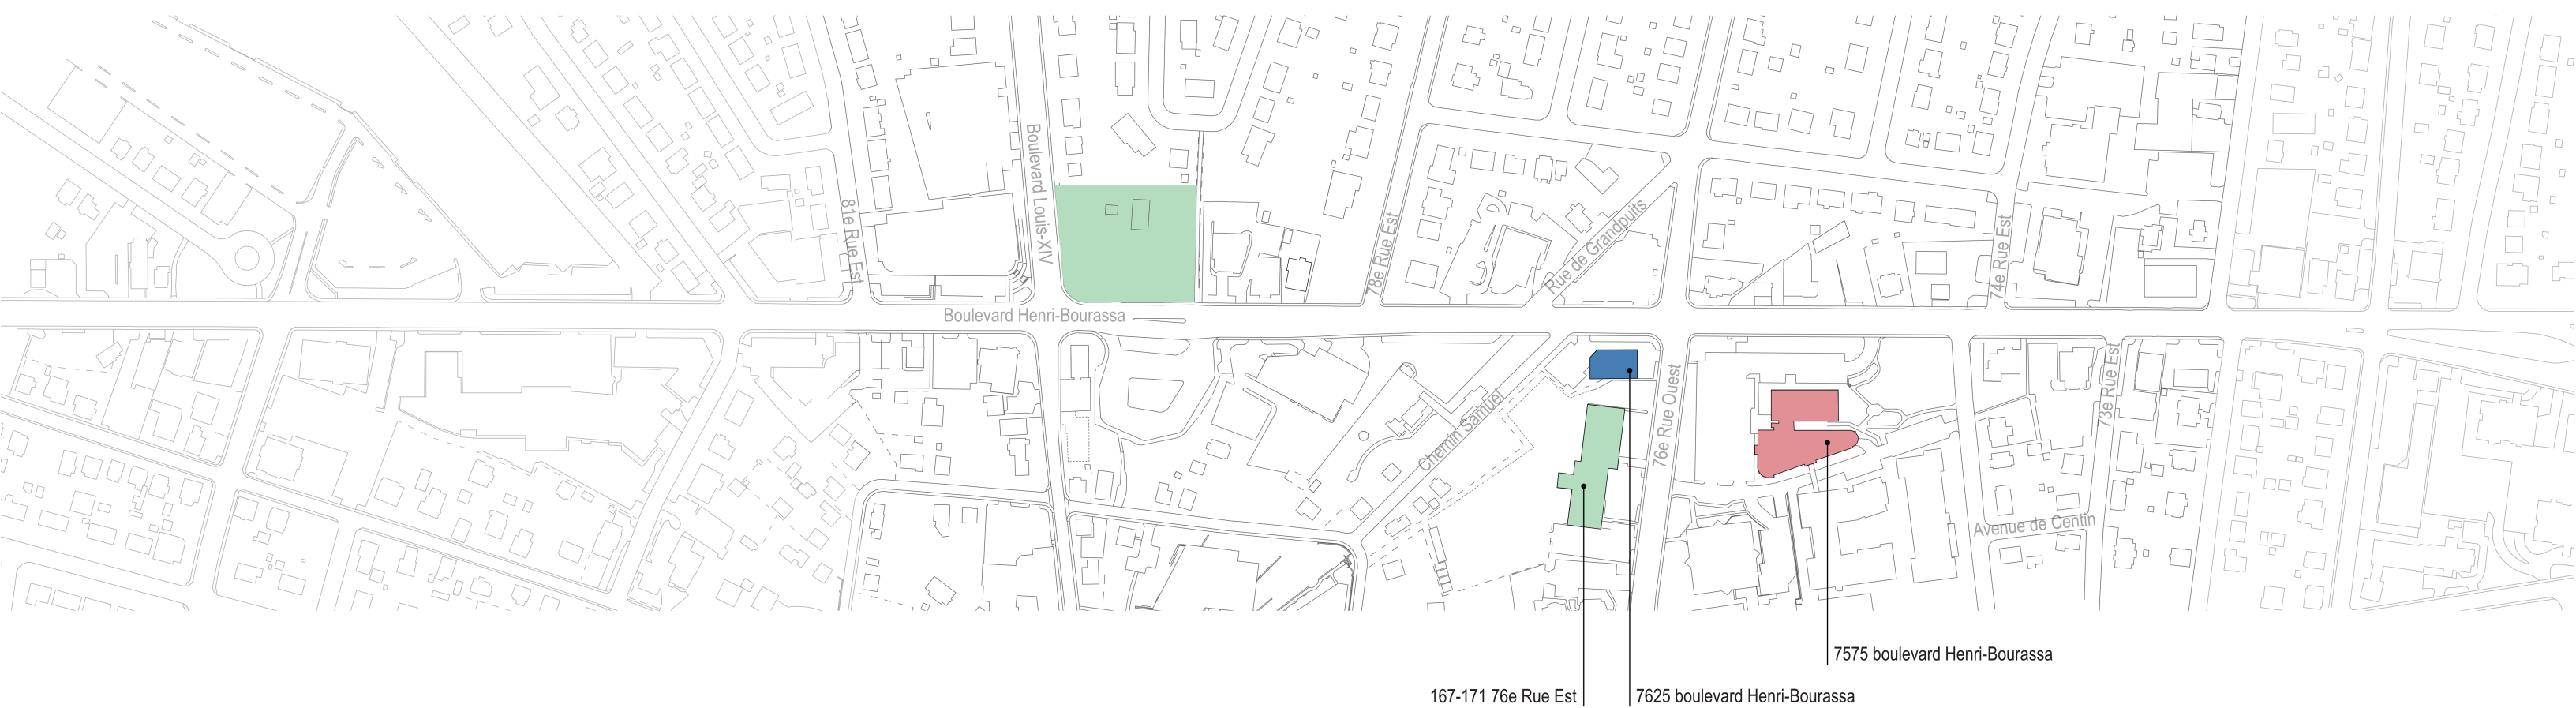 81e Rue Est
Boulevard Louis-XIV
78e Rue Est
Rue de Grandpuits
74e Rue Est
Boulevard Henri-Bourassa
Chemin Samuel
76e Rue Ouest
73e Rue Est
Avenue de Centin
7575 boulevard Henri-Bourassa
167-171 76e Rue Est
7625 boulevard Henri-Bourassa